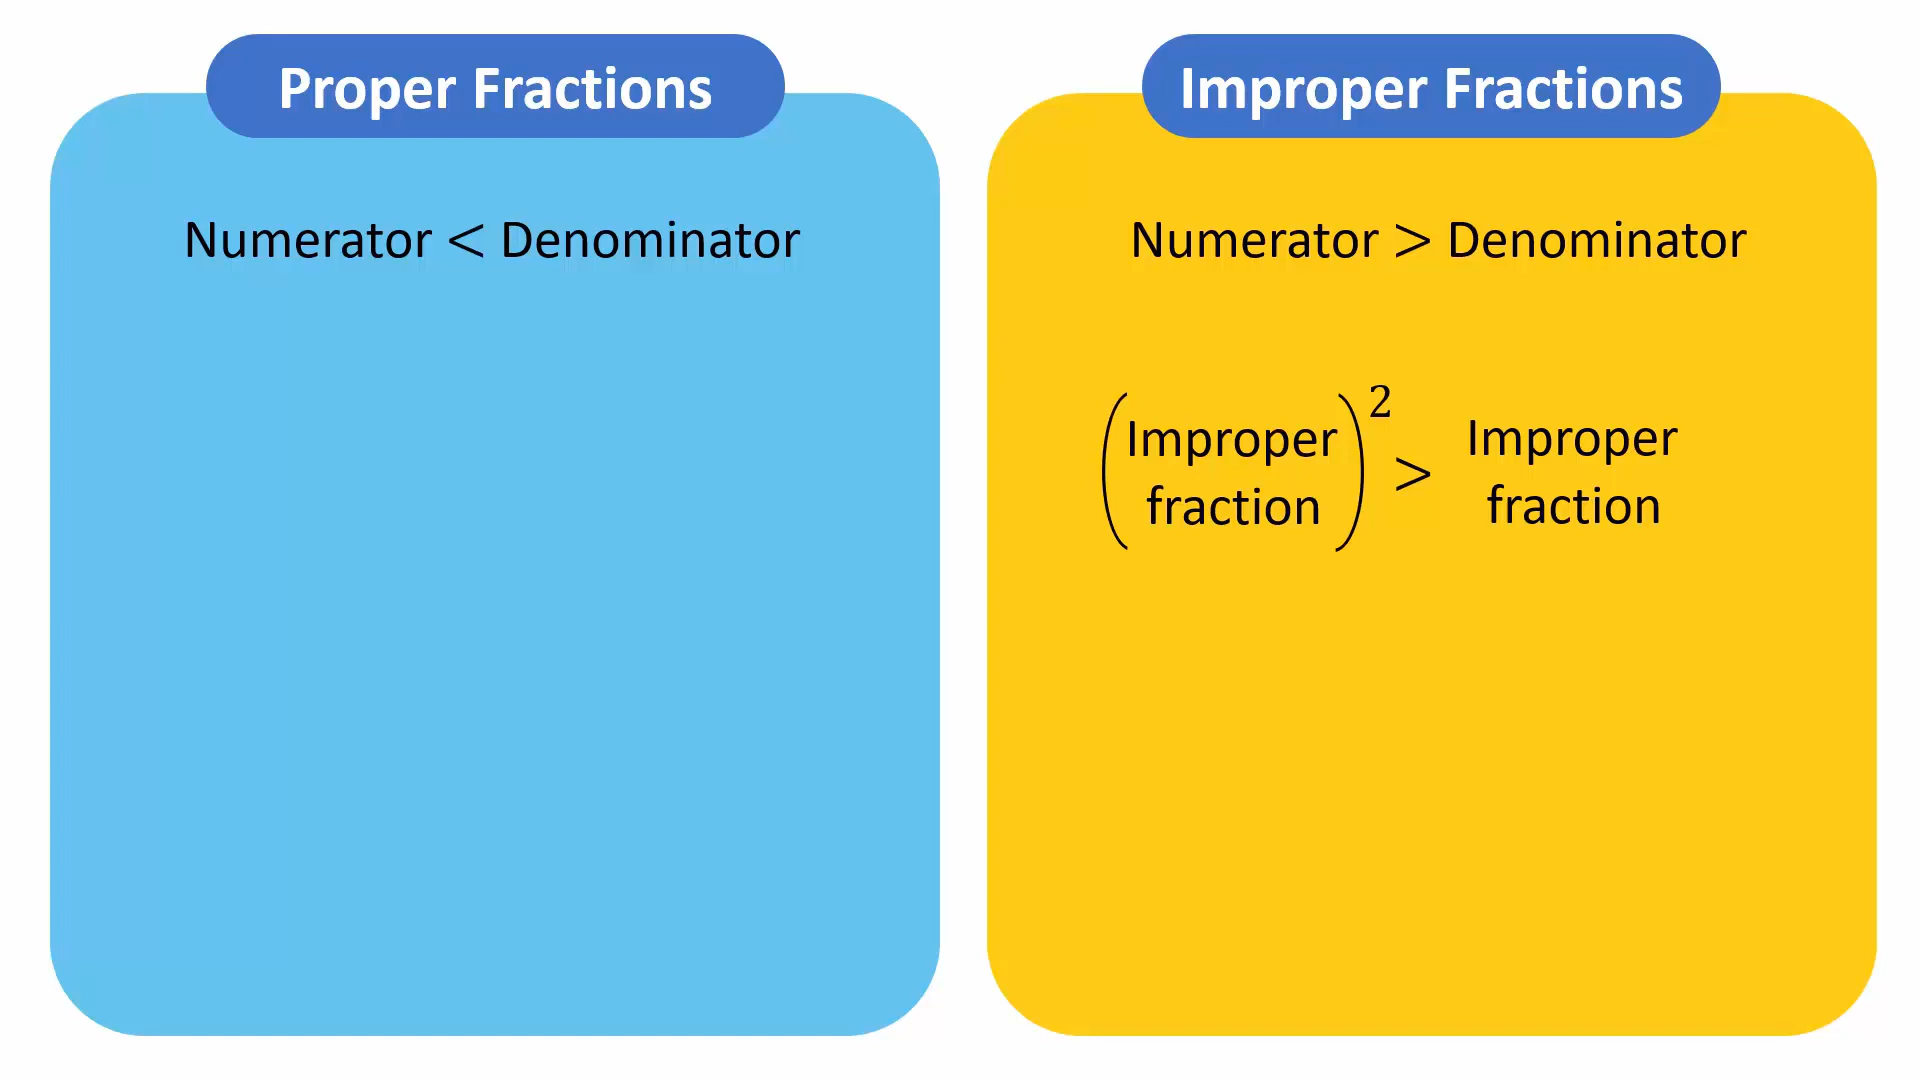 Proper Fractions
Numerator < Denominator
Improper Fractions
Numerator > Denominator
(Improper fraction)² > Improper fraction